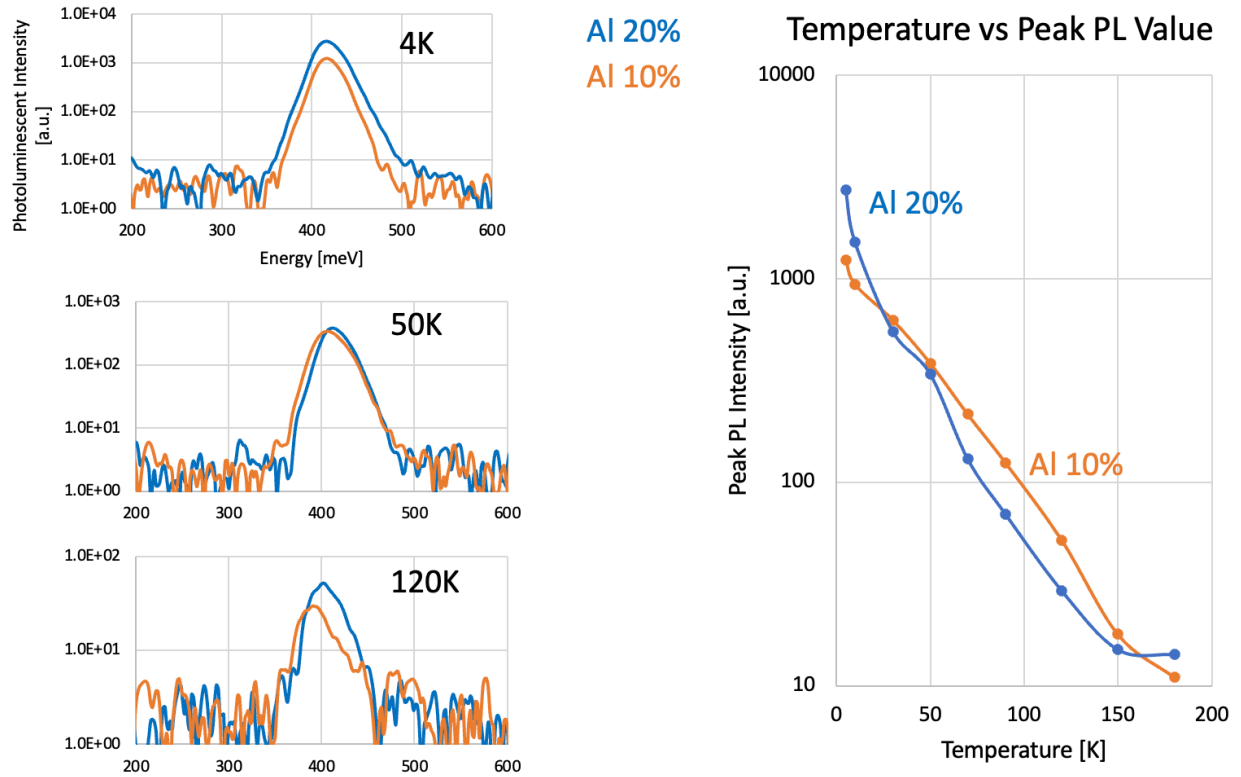 1.0E+04
1.0E+03
1.0E+02
1.0E+01
1.0E+00
Photoluminescent Intensity
[a.u.]
4K
200 300 400 500 600
Energy [meV]
Al 20%
Al 10%
1.0E+03
1.0E+02
1.0E+01
1.0E+00
50K
200 300 400 500 600
1.0E+02
1.0E+01
1.0E+00
120K
200 300 400 500 600
Temperature vs Peak PL Value
10000
1000
100
10
Peak PL Intensity [a.u.]
Al 20%
Al 10%
0 50 100 150 200
Temperature [K]